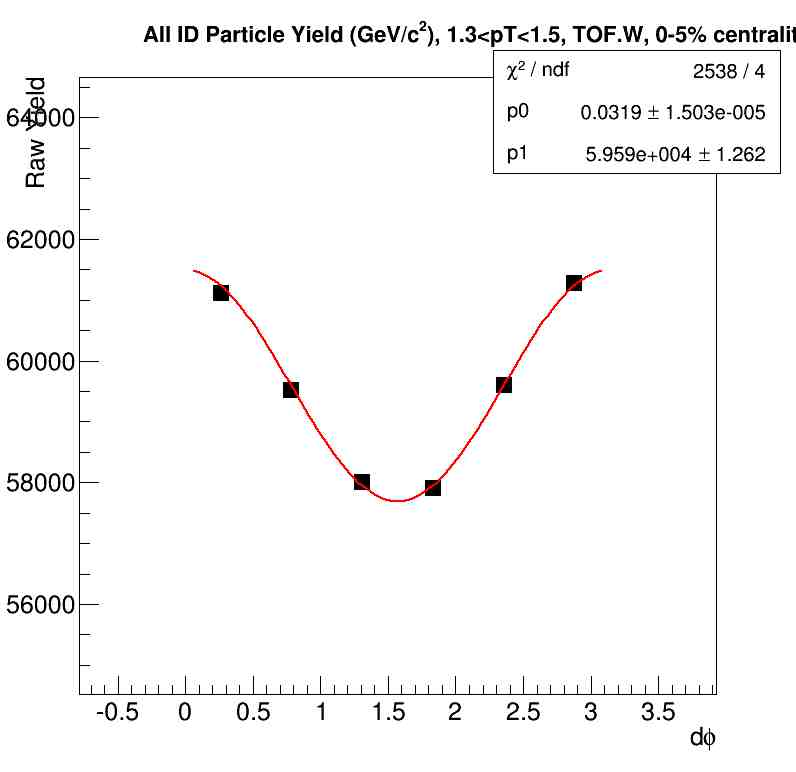 All ID Particle Yield (GeV/c²), 1.3<pT<1.5, TOF.W, 0-5% centralit
χ² / ndf 2538 / 4
p0 0.0319 ± 1.503e-005
p1 5.959e+004 ± 1.262
Raw Yield
64000
62000
60000
58000
56000
-0.5 0 0.5 1 1.5 2 2.5 3 3.5
dϕ